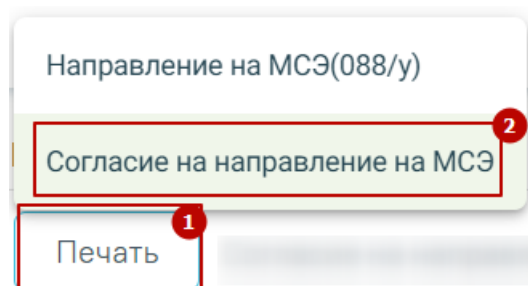 Направление на МСЭ(088/у)
2
Согласие на направление на МСЭ
1
Печать